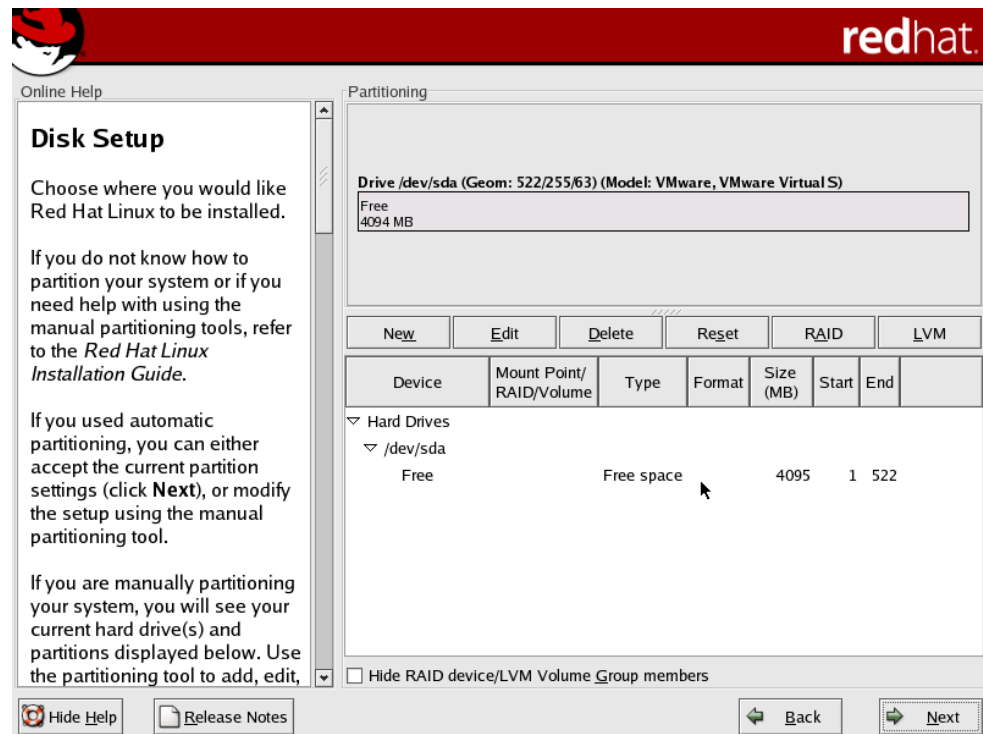 redhat.
Online Help
Disk Setup
Choose where you would like
Red Hat Linux to be installed.
If you do not know how to
partition your system or if you
need help with using the
manual partitioning tools, refer
to the Red Hat Linux
Installation Guide.
If you used automatic
partitioning, you can either
accept the current partition
settings (click Next), or modify
the setup using the manual
partitioning tool.
If you are manually partitioning
your system, you will see your
current hard drive(s) and
partitions displayed below. Use
the partitioning tool to add, edit,
Partitioning
Drive /dev/sda (Geom: 522/255/63) (Model: VMware, VMware Virtual S)
Free
4094 MB
New Edit Delete Reset RAID LVM
Device Mount Point/ RAID/Volume Type Format Size (MB) Start End
Hard Drives
/dev/sda
Free Free space 4095 1 522
Hide RAID device/LVM Volume Group members
Hide Help Release Notes Back Next